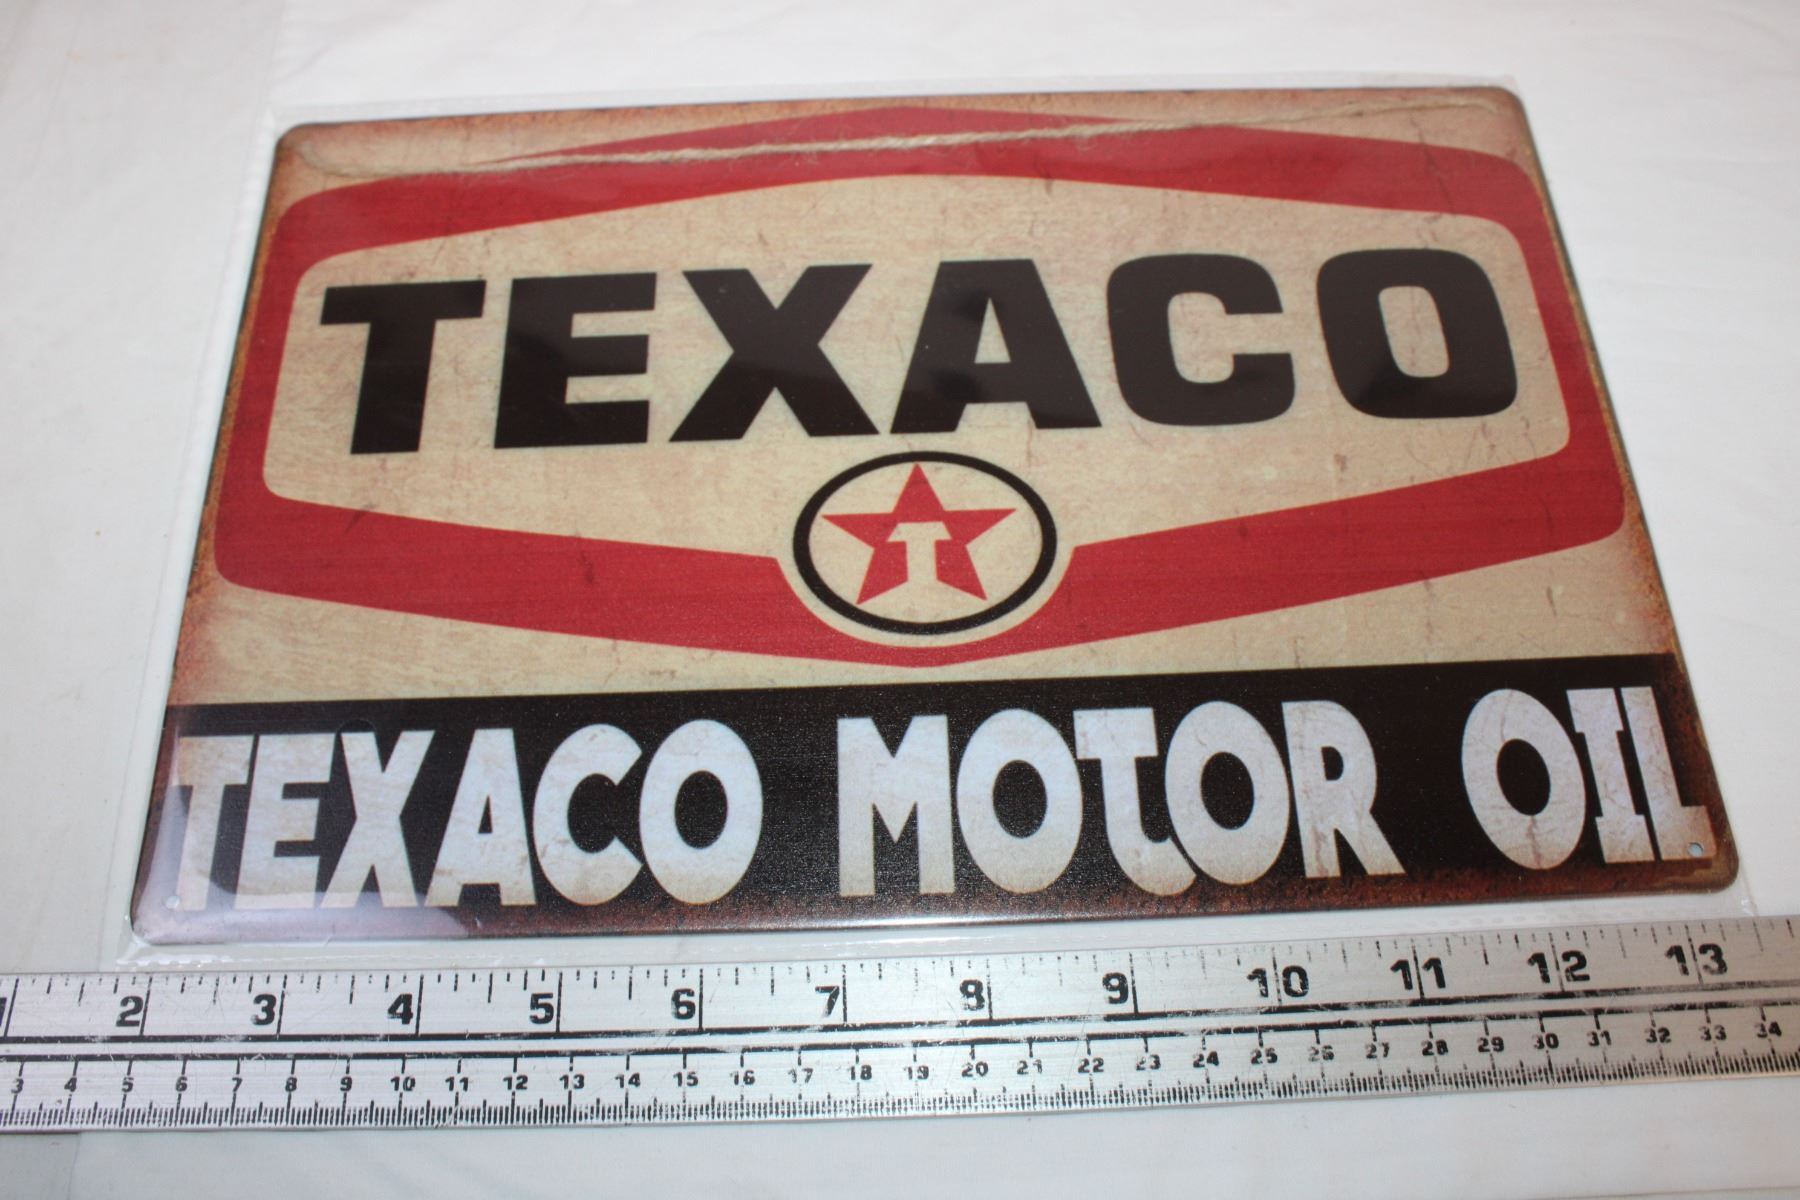 TEXACO
T
TEXACO MOTOR OIL
1 2 3 4 5 6 7 8 9 10 11 12 13
3 4 5 6 7 8 9 10 11 12 13 14 15 16 17 18 19 20 21 22 23 24 25 26 27 28 29 30 31 32 33 34